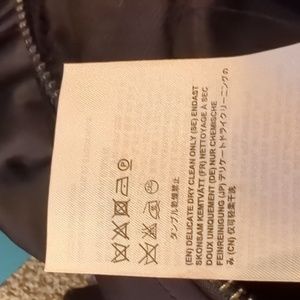 タンブル乾燥禁止
(EN) DELICATE DRY CLEAN ONLY (SE) ENDAST
SKONSAM KEMTVÄTT (FR) NETTOYAGE À SEC
DOUX UNIQUEMENT (DE) NUR CHEMISCHE
FEINREINIGUNG (JP) デリケートドライクリーニングの
み (CN) 仅可轻柔干洗